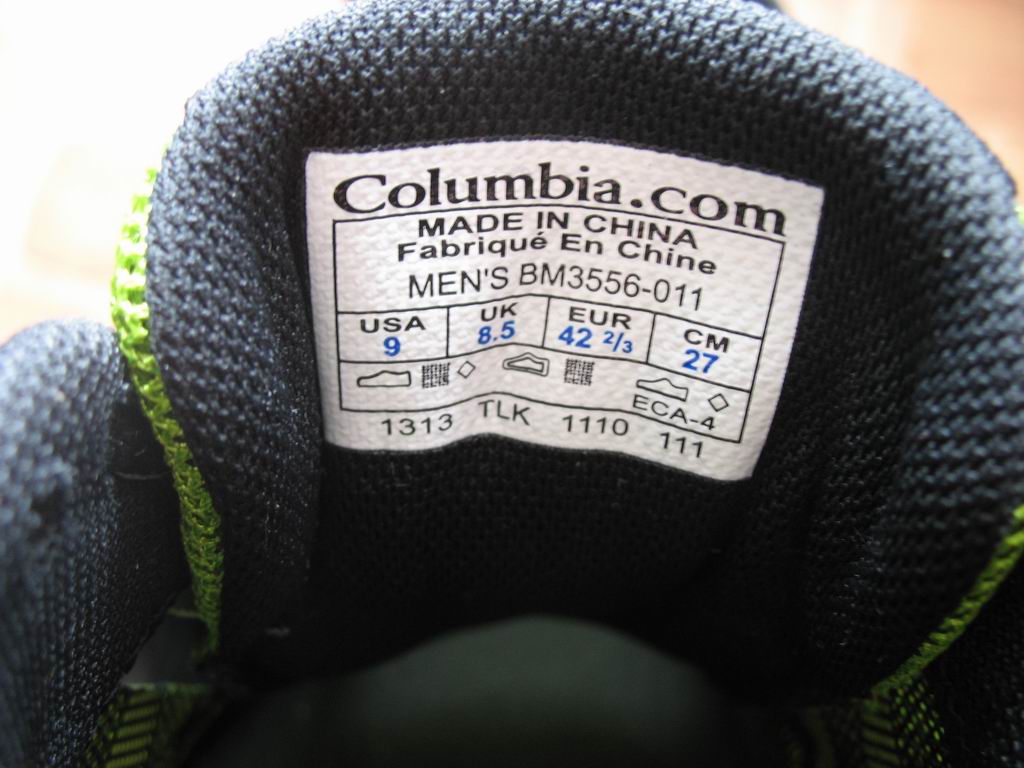 Columbia.com
MADE IN CHINA
Fabriqué En Chine
MEN'S BM3556-011
USA UK EUR CM
9 8.5 42 2/3 27
ECA-4
1313 TLK 1110 111